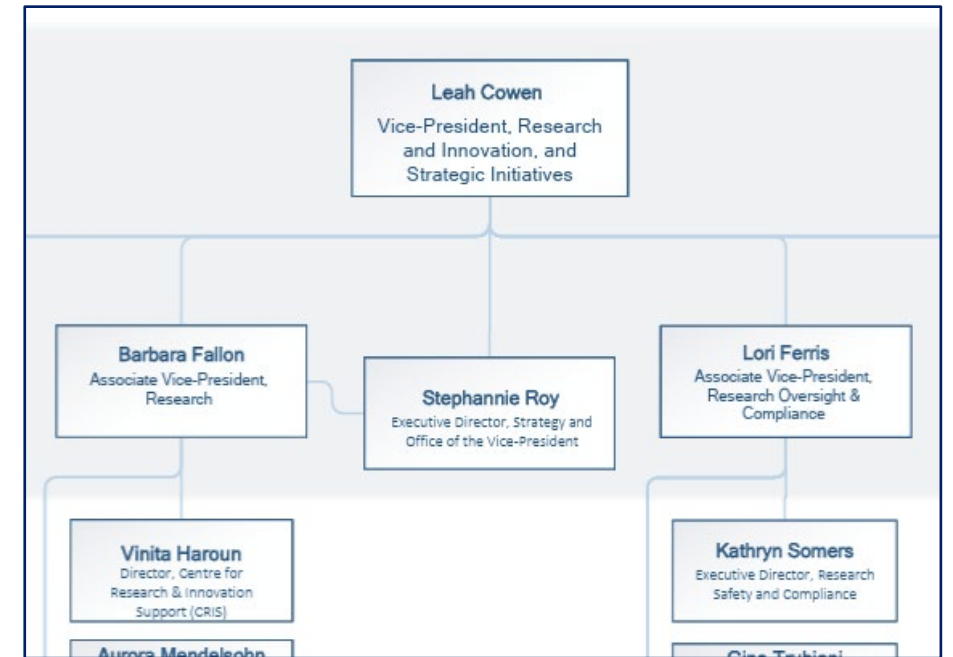 Leah Cowen
Vice-President, Research
and Innovation, and
Strategic Initiatives
Barbara Fallon
Associate Vice-President,
Research
Stephannie Roy
Executive Director, Strategy and
Office of the Vice-President
Lori Ferris
Associate Vice-President,
Research Oversight &
Compliance
Vinita Haroun
Director, Centre for
Research & Innovation
Support (CRIS)
Kathryn Somers
Executive Director, Research
Safety and Compliance
Aurora Mendelsohn